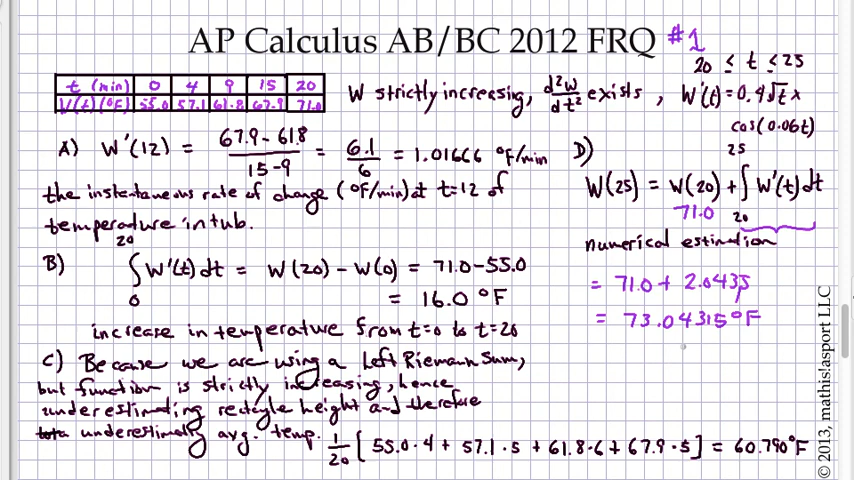 AP Calculus AB/BC 2012 FRQ #1
t (min) 0 4 9 15 20
W(t) (°F) 55.0 57.1 61.8 67.9 71.0
W strictly increasing, d²W/dt² exists,
20 ≤ t ≤ 25
W'(t) = 0.4√t ×
cos(0.06t)
A) W'(12) = (67.9 - 61.8)/(15 - 9) = 6.1/6 = 1.01666 °F/min
the instantaneous rate of change (°F/min) at t=12 of
temperature in tub.
B) ∫₀²⁰ W'(t)dt = W(20) - W(0) = 71.0 - 55.0
= 16.0 °F
increase in temperature from t=0 to t=20
C) Because we are using a Left Riemann Sum,
but function is strictly increasing, hence
underestimating rectangle height and therefore
underestimating avg. temp. 1/20 [55.0·4 + 57.1·5 + 61.8·6 + 67.9·5] = 60.790°F
D)
W(25) = W(20) + ∫₂₀²⁵ W'(t)dt
71.0
numerical estimation
= 71.0 + 2.0435
= 73.04315°F
© 2013, mathislasport LLC